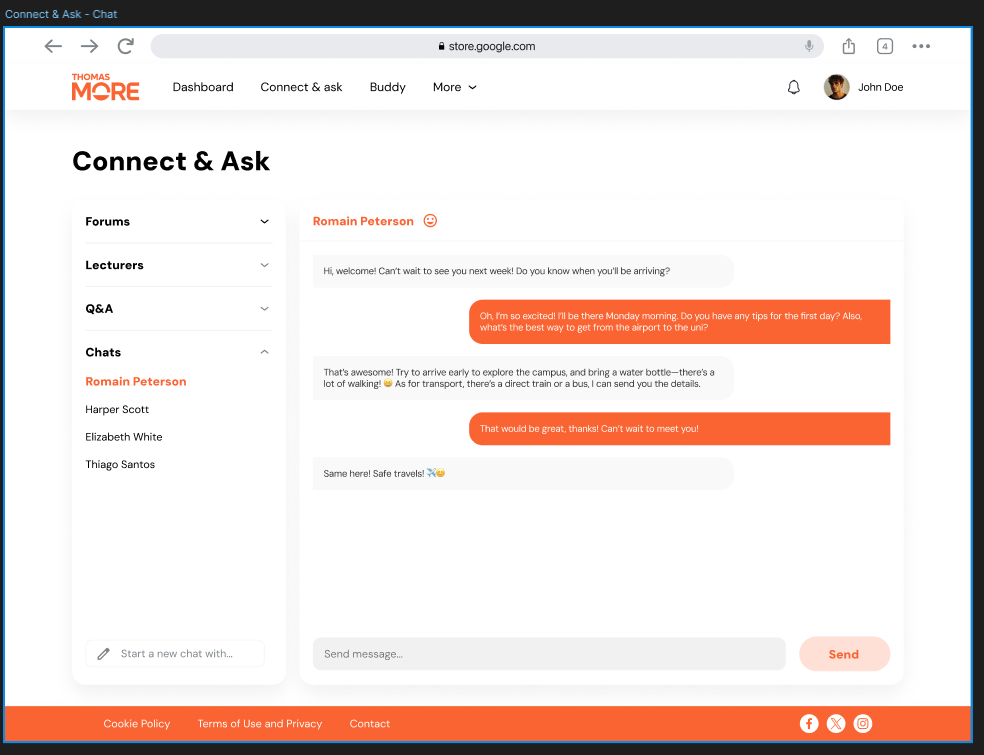 Connect & Ask - Chat
store.google.com
4
THOMAS
MORE
Dashboard
Connect & ask
Buddy
More
John Doe
Connect & Ask
Forums
Lecturers
Q&A
Chats
Romain Peterson
Harper Scott
Elizabeth White
Thiago Santos
Start a new chat with...
Romain Peterson
Hi, welcome! Can't wait to see you next week! Do you know when you'll be arriving?
Oh, I'm so excited! I'll be there Monday morning. Do you have any tips for the first day? Also,
what's the best way to get from the airport to the uni?
That's awesome! Try to arrive early to explore the campus, and bring a water bottle—there's a
lot of walking! 😄 As for transport, there's a direct train or a bus, I can send you the details.
That would be great, thanks! Can't wait to meet you!
Same here! Safe travels! ✈️😊
Send message...
Send
Cookie Policy
Terms of Use and Privacy
Contact